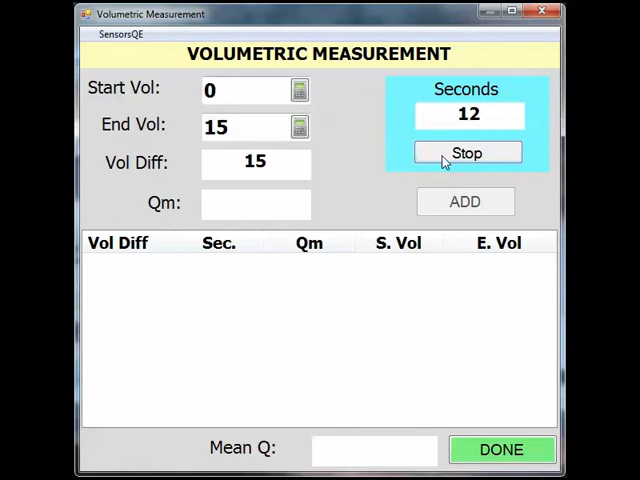 Volumetric Measurement
SensorsQE
VOLUMETRIC MEASUREMENT
Start Vol: 0
End Vol: 15
Vol Diff: 15
Qm:
Seconds
12
Stop
ADD
Vol Diff Sec. Qm S. Vol E. Vol
Mean Q:
DONE